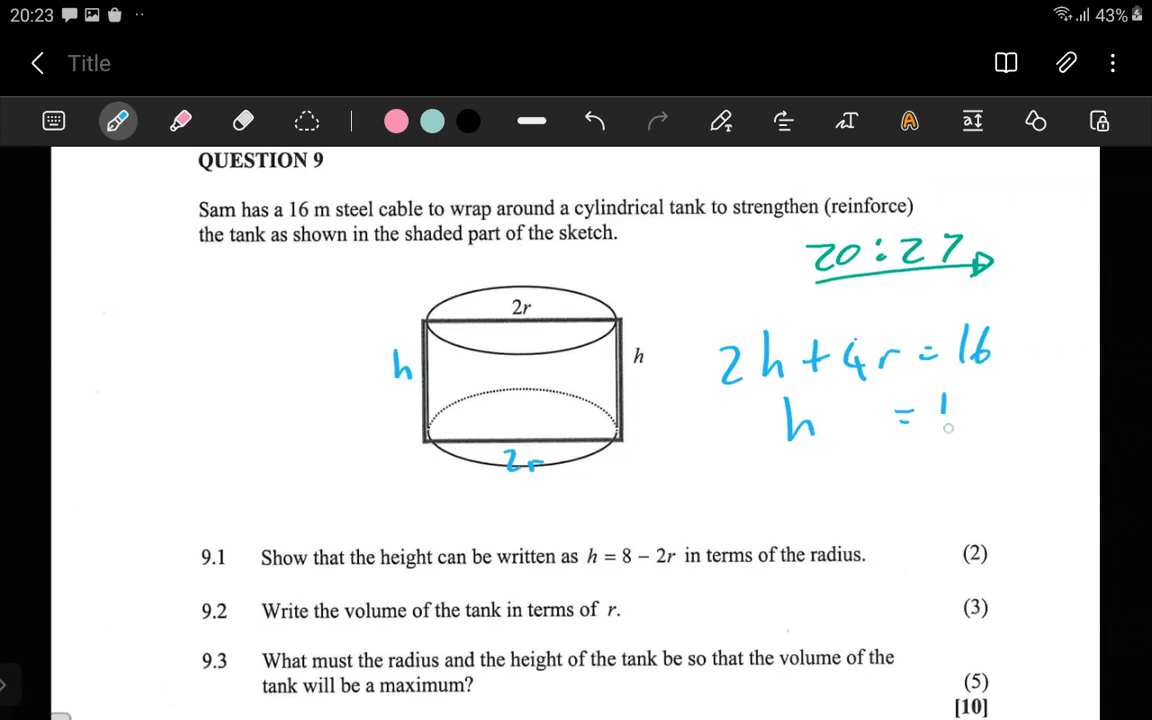 20:23 43%
Title
A
QUESTION 9
Sam has a 16 m steel cable to wrap around a cylindrical tank to strengthen (reinforce)
the tank as shown in the shaded part of the sketch.
20:27
2r
h
h
2h + 4r = 16
h =
2r
9.1 Show that the height can be written as h = 8 − 2r in terms of the radius. (2)
9.2 Write the volume of the tank in terms of r. (3)
9.3 What must the radius and the height of the tank be so that the volume of the
tank will be a maximum? (5)
[10]